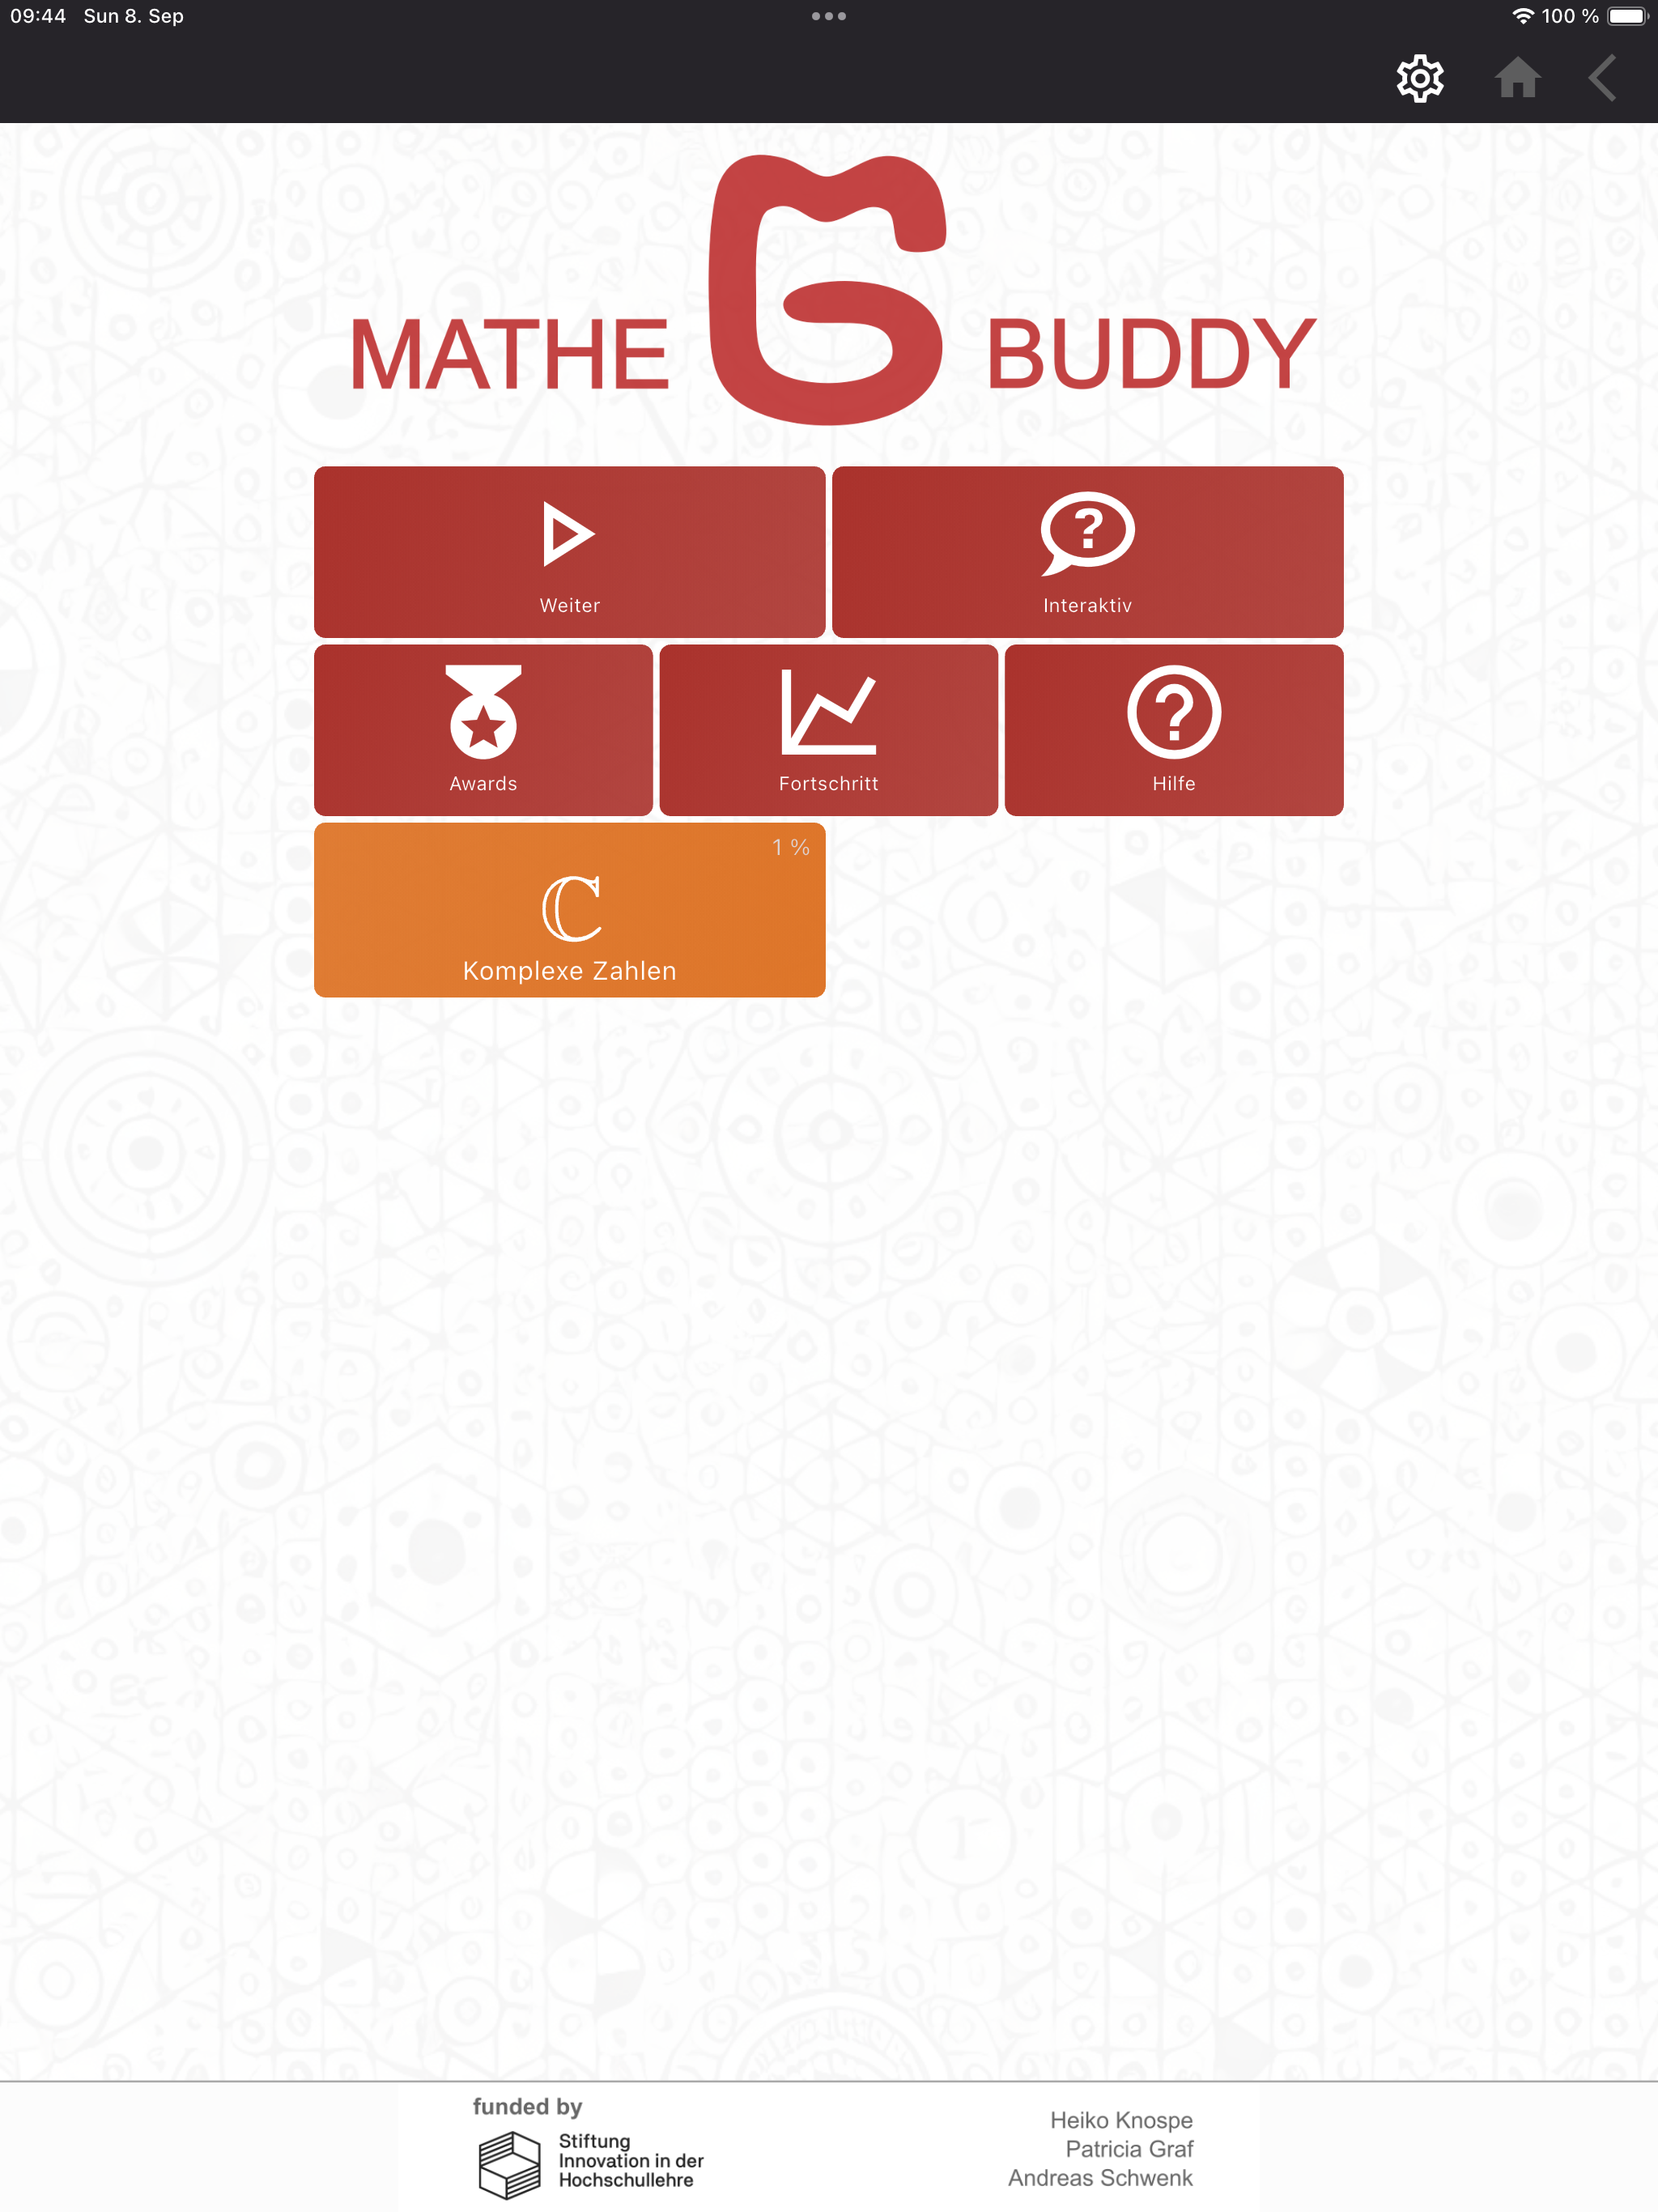 09:44 Sun 8. Sep
100 %
MATHE BUDDY
Weiter
Interaktiv
Awards
Fortschritt
Hilfe
1 %
ℂ
Komplexe Zahlen
funded by
Stiftung
Innovation in der
Hochschullehre
Heiko Knospe
Patricia Graf
Andreas Schwenk